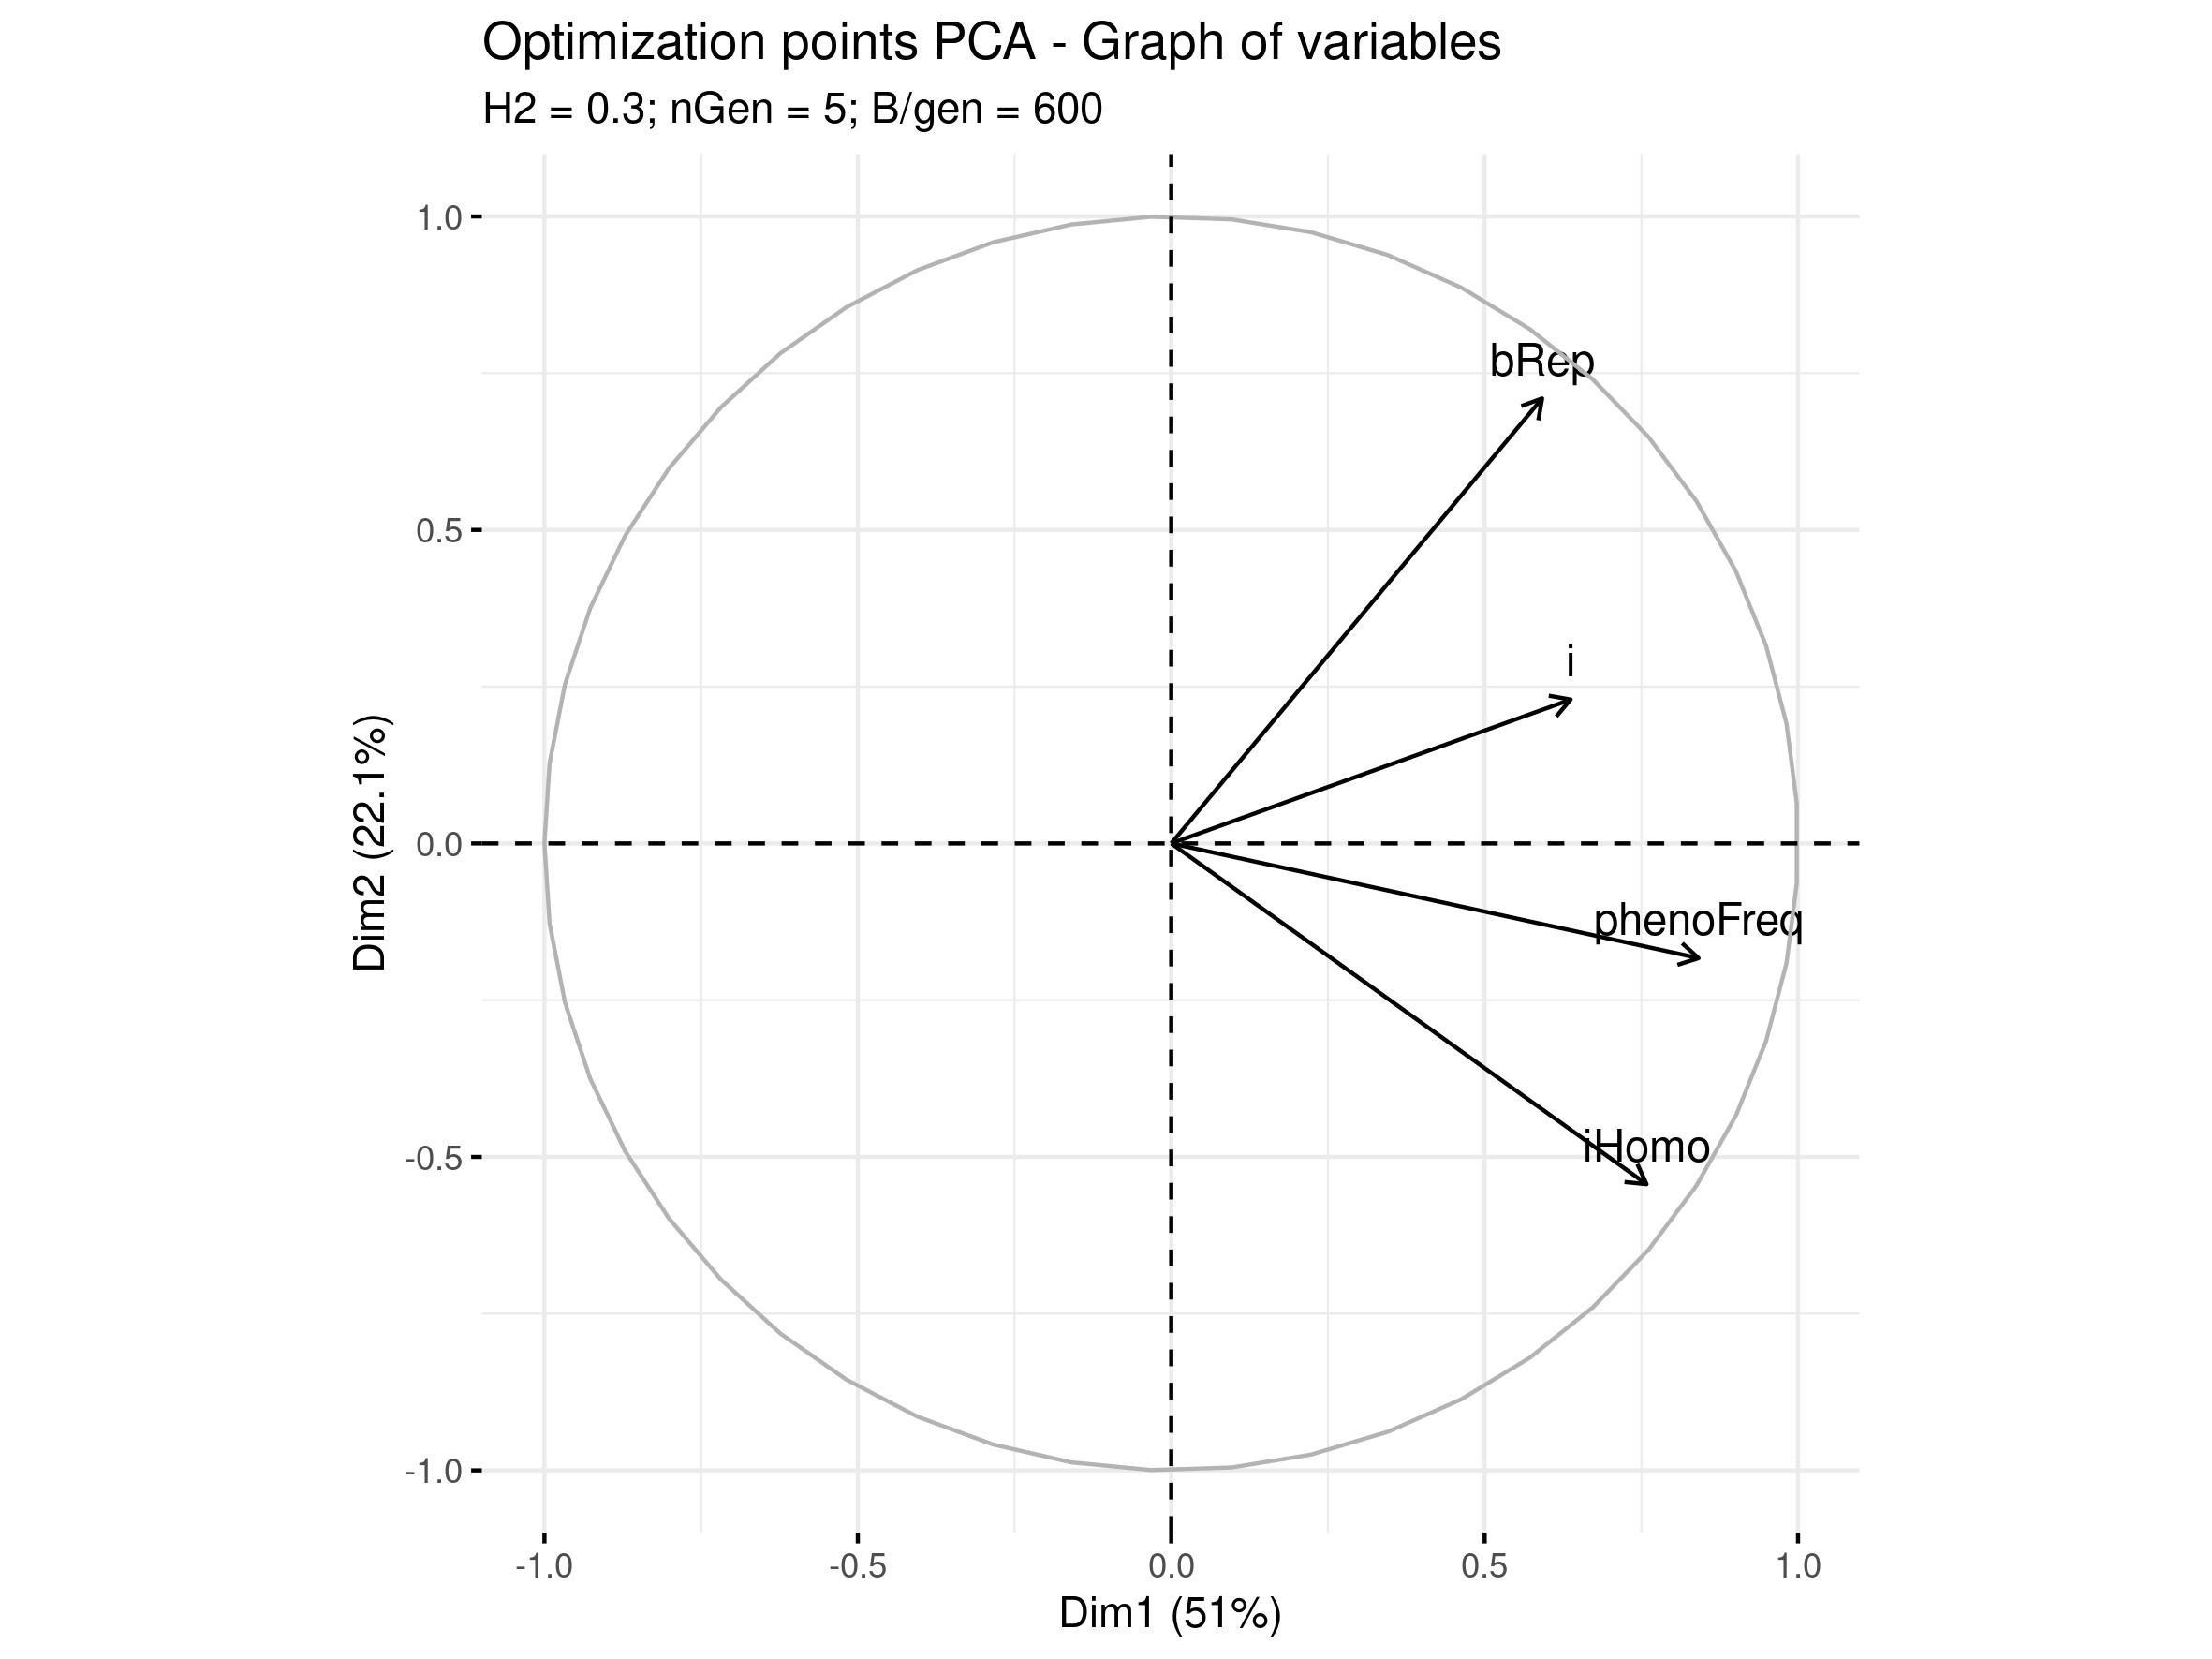 Optimization points PCA - Graph of variables
H2 = 0.3; nGen = 5; B/gen = 600
1.0
0.5
0.0
-0.5
-1.0
Dim2 (22.1%)
bRep
i
phenoFreq
iHomo
-1.0
-0.5
0.0
0.5
1.0
Dim1 (51%)